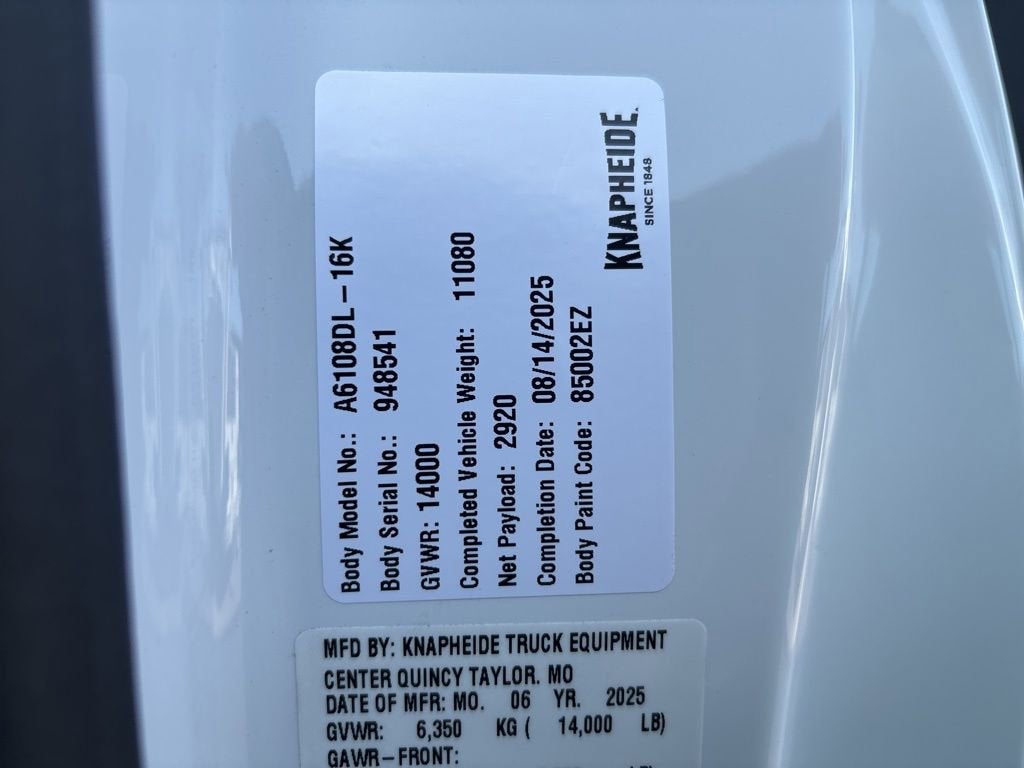 Body Model No.: A6108DL-16K
Body Serial No.: 948541
GVWR: 14000
Completed Vehicle Weight: 11080
Net Payload: 2920
Completion Date: 08/14/2025
Body Paint Code: 85002EZ
KNAPHEIDE.
SINCE 1848
MFD BY: KNAPHEIDE TRUCK EQUIPMENT
CENTER QUINCY TAYLOR, MO
DATE OF MFR: MO. 06 YR. 2025
GVWR: 6,350 KG ( 14,000 LB)
GAWR-FRONT: